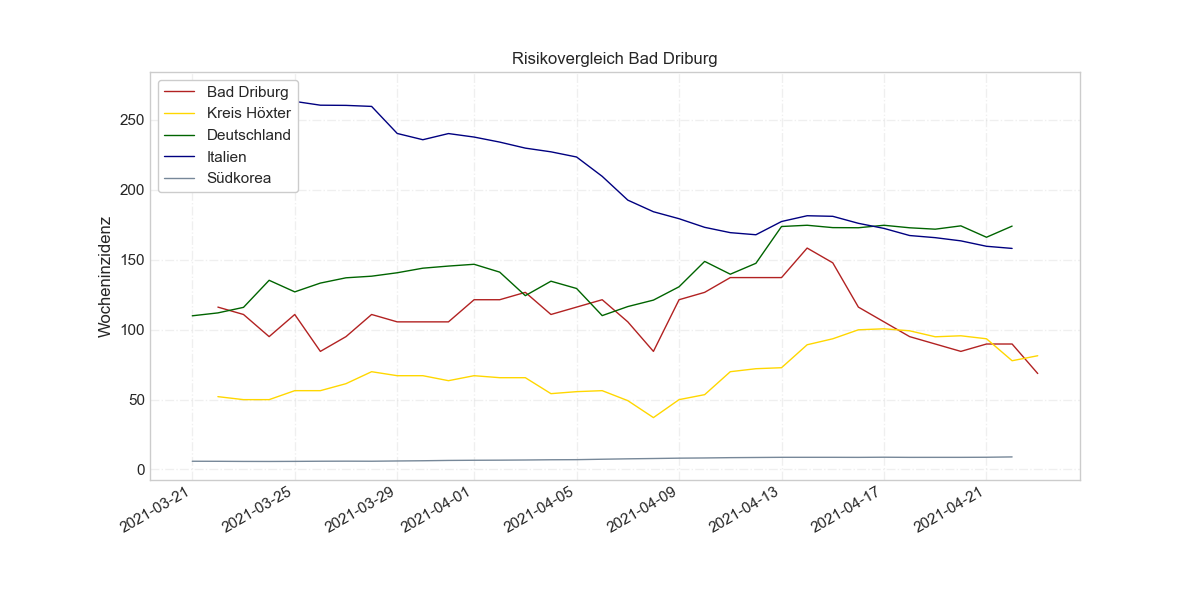 Risikovergleich Bad Driburg
Bad Driburg
Kreis Höxter
Deutschland
Italien
Südkorea
Wocheninzidenz
250
200
150
100
50
0
2021-03-21
2021-03-25
2021-03-29
2021-04-01
2021-04-05
2021-04-09
2021-04-13
2021-04-17
2021-04-21